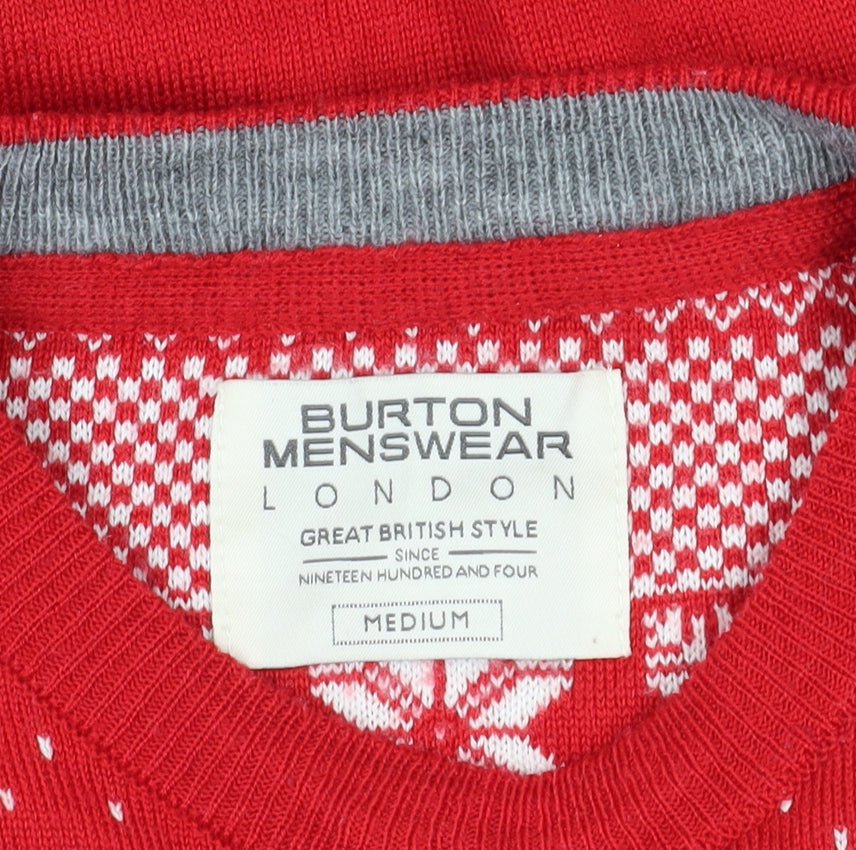 BURTON
MENSWEAR
LONDON
GREAT BRITISH STYLE
SINCE
NINETEEN HUNDRED AND FOUR
MEDIUM